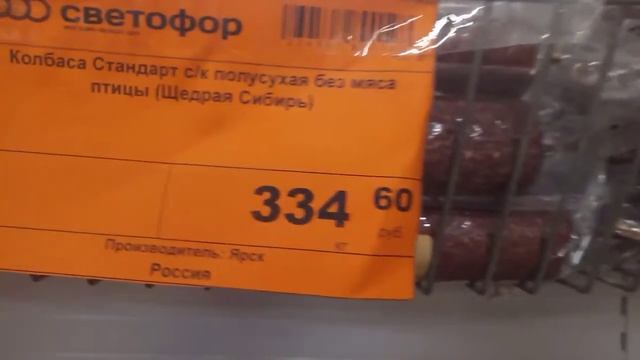 светофор
Колбаса Стандарт с/к полусухая без мяса
птицы (Щедрая Сибирь)
334 60
кг руб
Производитель: Ярск
Россия